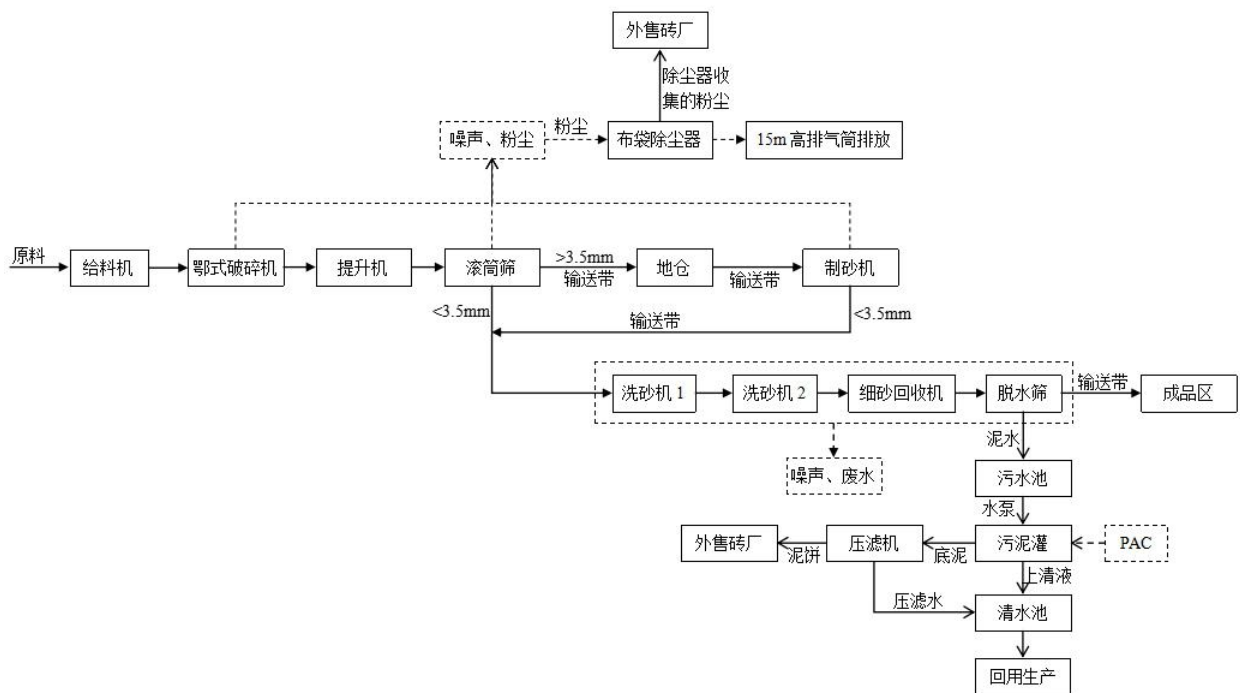 外售砖厂
除尘器收
集的粉尘
噪声、粉尘
粉尘
布袋除尘器
15m 高排气筒排放
原料
给料机
鄂式破碎机
提升机
滚筒筛
>3.5mm
输送带
地仓
输送带
制砂机
<3.5mm
输送带
<3.5mm
洗砂机 1
洗砂机 2
细砂回收机
脱水筛
输送带
成品区
泥水
噪声、废水
污水池
水泵
外售砖厂
泥饼
压滤机
底泥
污泥灌
PAC
上清液
压滤水
清水池
回用生产